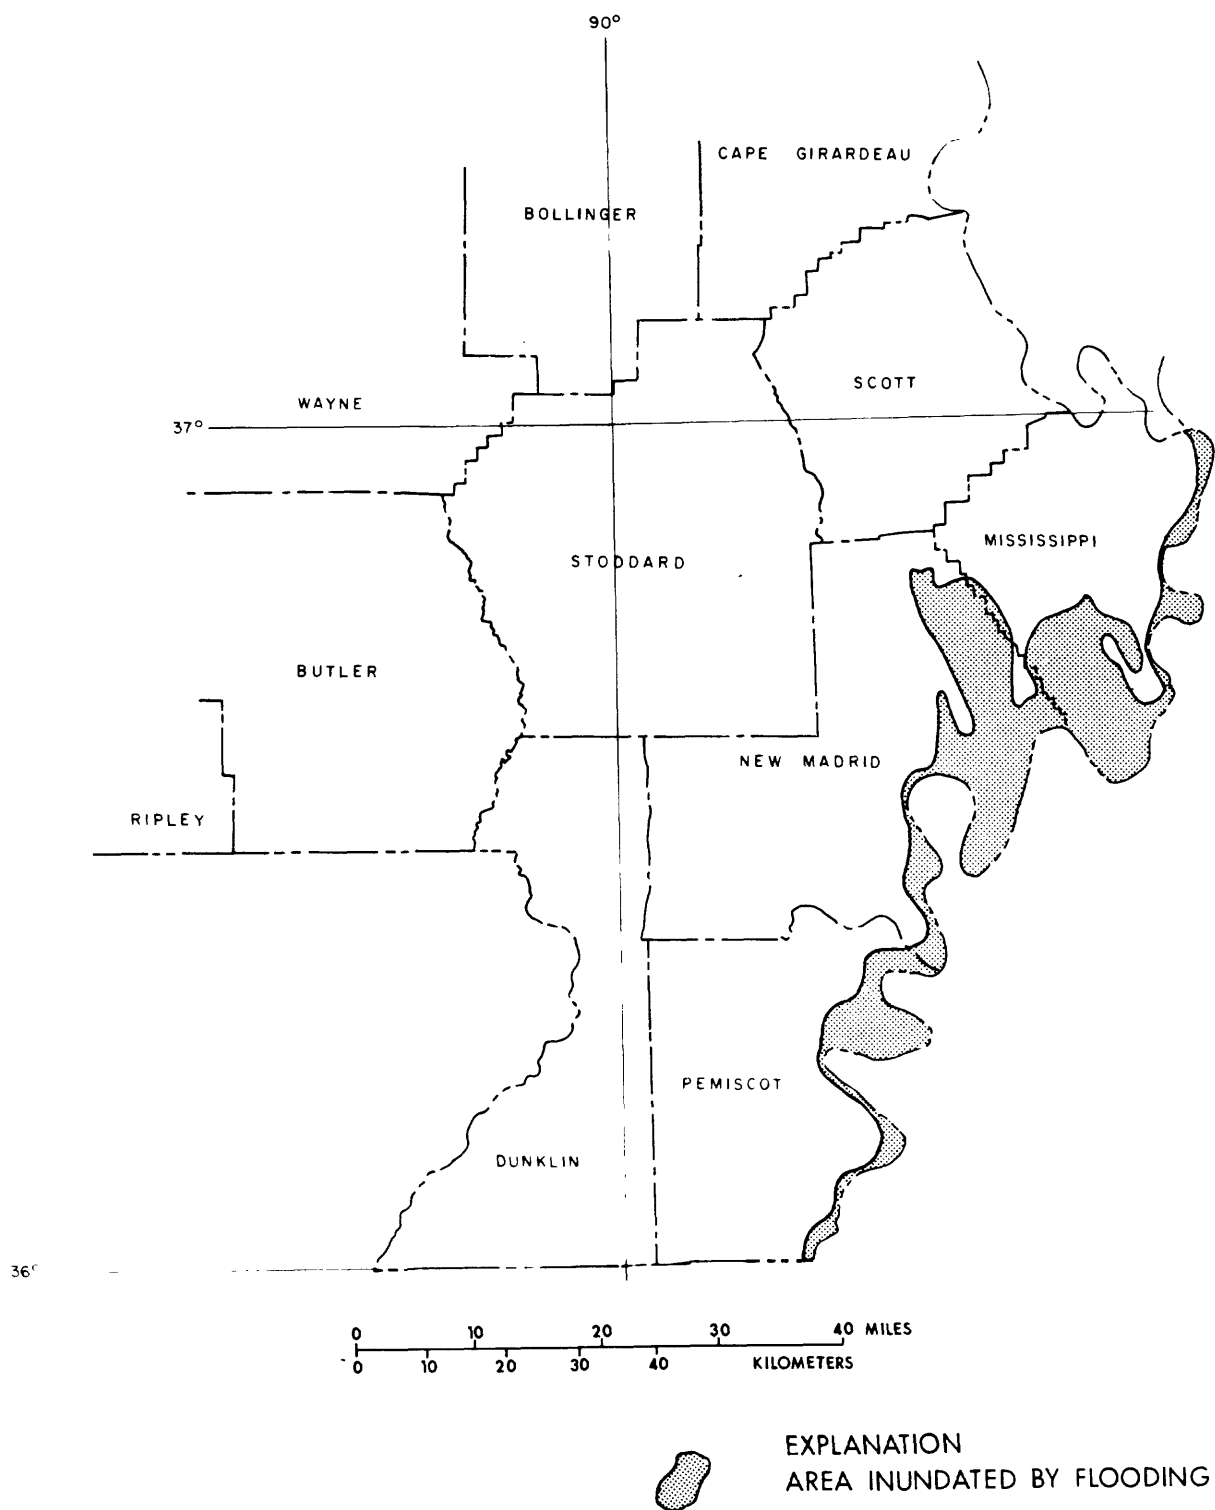 90°
CAPE GIRARDEAU
BOLLINGER
SCOTT
WAYNE
37°
MISSISSIPPI
STODDARD
BUTLER
NEW MADRID
RIPLEY
PEMISCOT
DUNKLIN
36°
0 10 20 30 40 MILES
0 10 20 30 40 KILOMETERS
EXPLANATION
AREA INUNDATED BY FLOODING